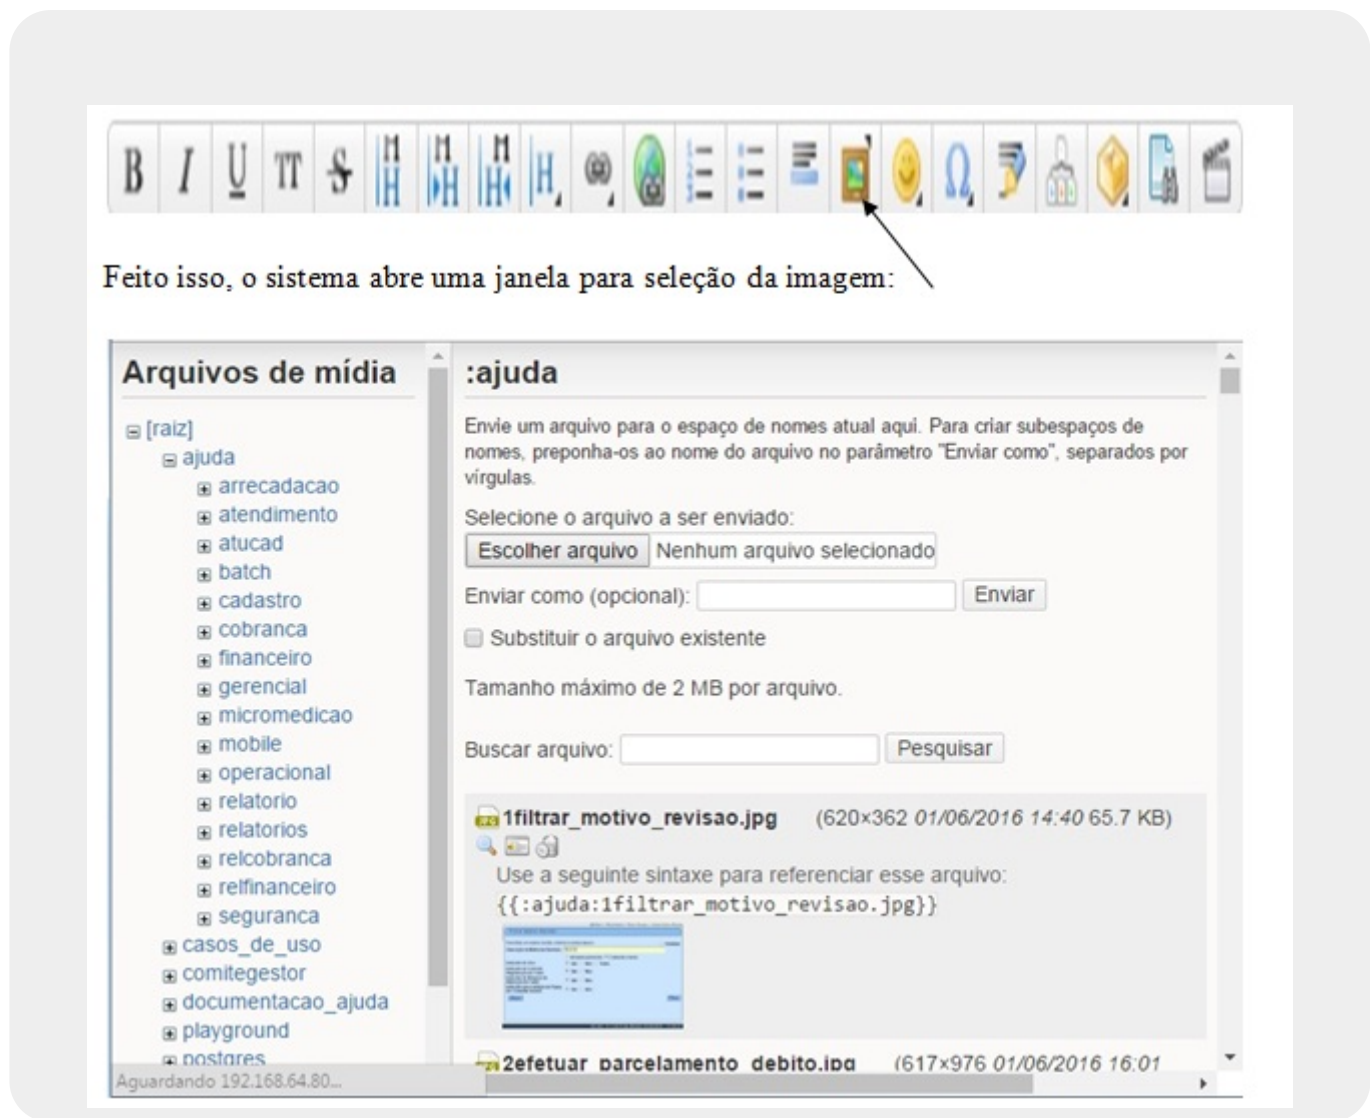 B I U TT S H H H H
Feito isso, o sistema abre uma janela para seleção da imagem:
Arquivos de mídia
[raiz]
ajuda
arrecadacao
atendimento
atucad
batch
cadastro
cobranca
financeiro
gerencial
micromedicao
mobile
operacional
relatorio
relatorios
relcobranca
relfinanceiro
seguranca
casos_de_uso
comitegestor
documentacao_ajuda
playground
postgres
Aguardando 192.168.64.80...
:ajuda
Envie um arquivo para o espaço de nomes atual aqui. Para criar subespaços de
nomes, preponha-os ao nome do arquivo no parâmetro "Enviar como", separados por
vírgulas.
Selecione o arquivo a ser enviado:
Escolher arquivo Nenhum arquivo selecionado
Enviar como (opcional): Enviar
Substituir o arquivo existente
Tamanho máximo de 2 MB por arquivo.
Buscar arquivo: Pesquisar
1filtrar_motivo_revisao.jpg (620×362 01/06/2016 14:40 65.7 KB)
Use a seguinte sintaxe para referenciar esse arquivo:
{{:ajuda:1filtrar_motivo_revisao.jpg}}
2efetuar_parcelamento_debito.jpg (617×976 01/06/2016 16:01